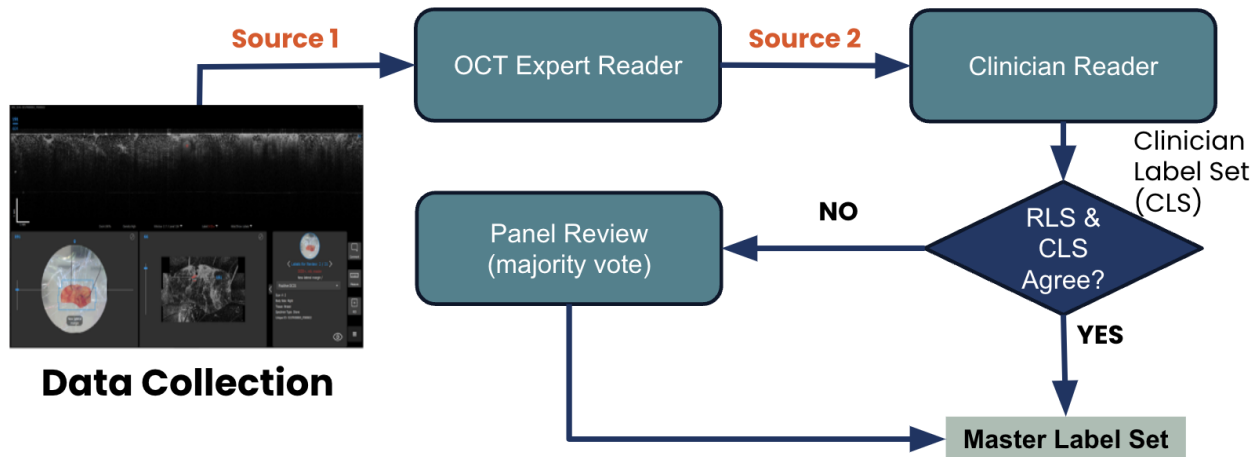 Source 1
OCT Expert Reader
Source 2
Clinician Reader
Clinician
Label Set
(CLS)
RLS &
CLS
Agree?
NO
Panel Review
(majority vote)
YES
Data Collection
Master Label Set